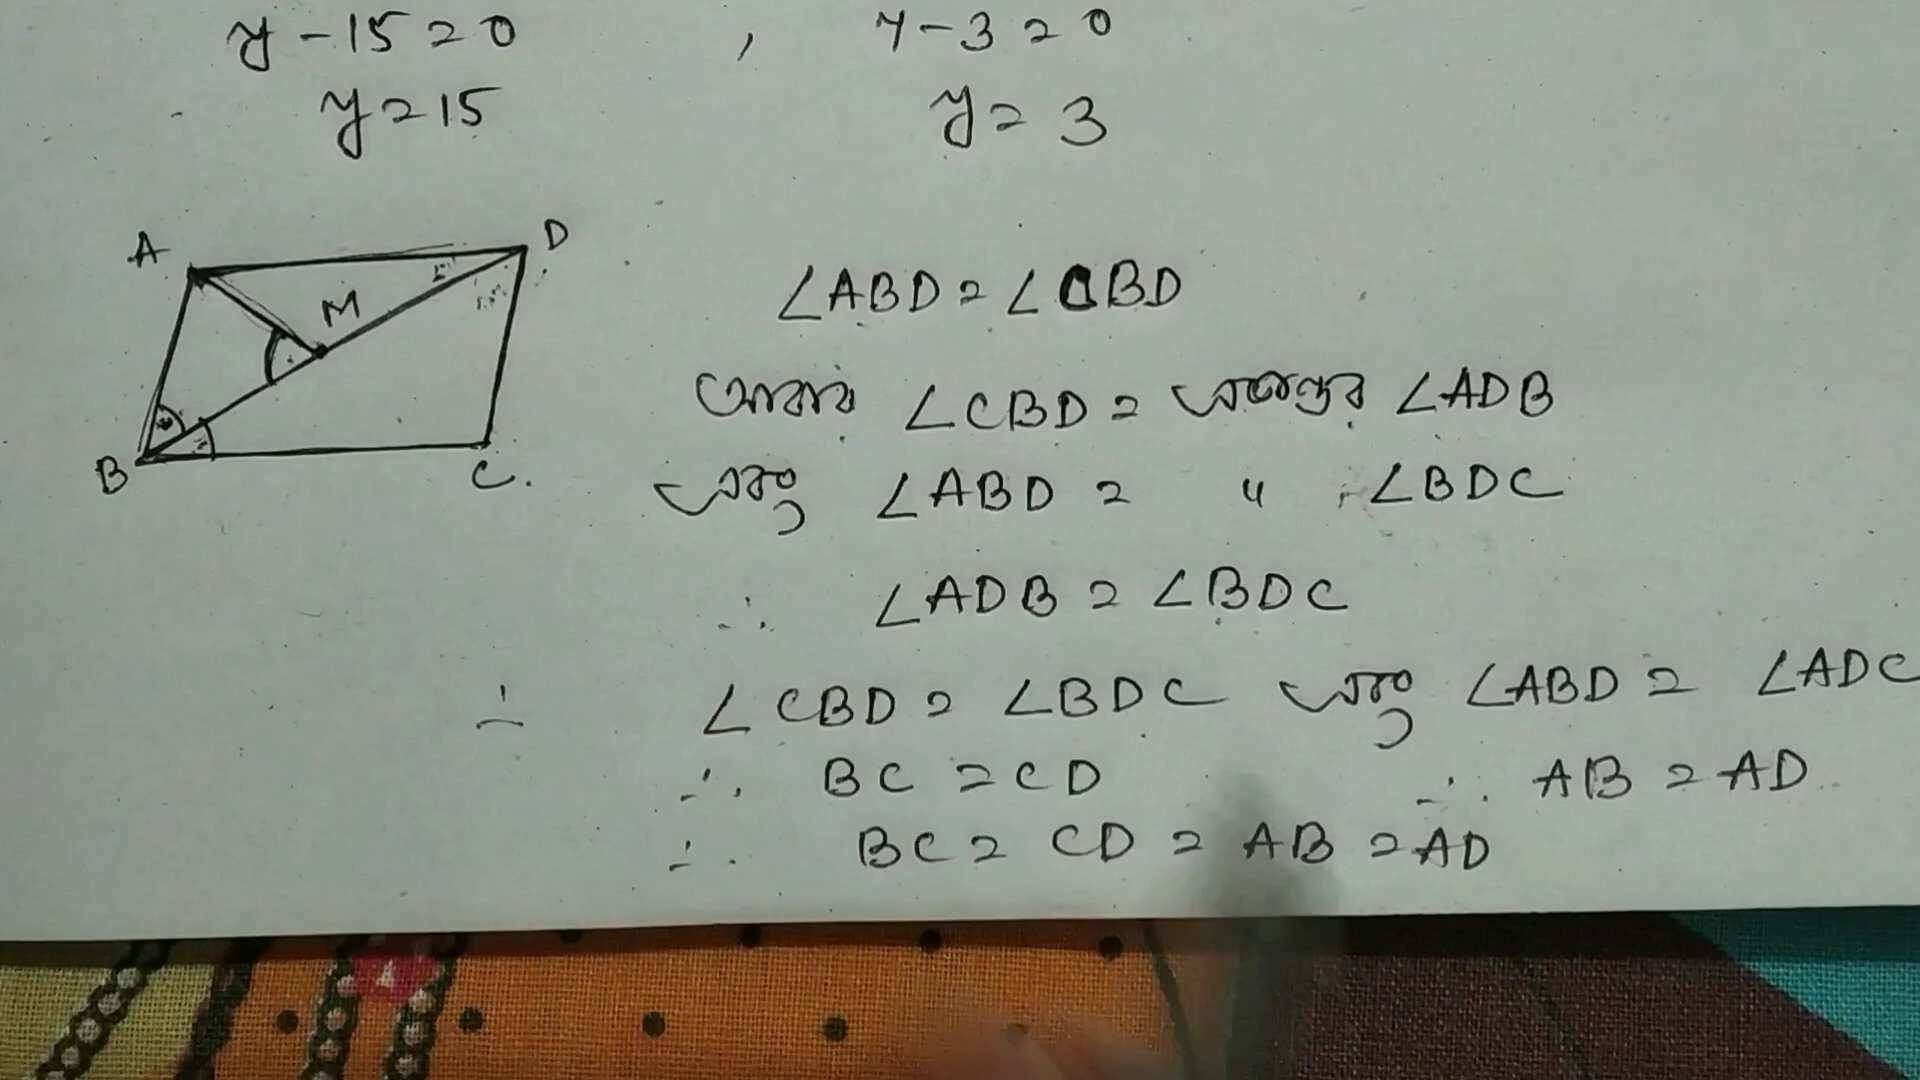 y - 15 = 0 , y - 3 = 0
y = 15 y = 3
A D
M
B C.
∠ABD = ∠CBD
আবার ∠CBD = একান্তর ∠ADB
এবং ∠ABD = " ∠BDC
∴ ∠ADB = ∠BDC
∴ ∠CBD = ∠BDC এবং ∠ABD = ∠ADC
∴ BC = CD ∴ AB = AD
∴ BC = CD = AB = AD